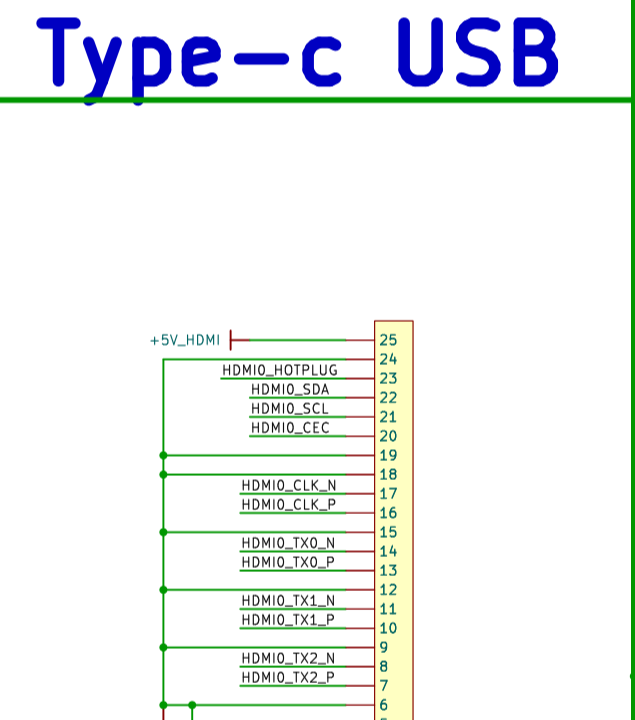 Type-c USB
+5V_HDMI 25
24
HDMI0_HOTPLUG 23
HDMI0_SDA 22
HDMI0_SCL 21
HDMI0_CEC 20
19
18
HDMI0_CLK_N 17
HDMI0_CLK_P 16
15
HDMI0_TX0_N 14
HDMI0_TX0_P 13
12
HDMI0_TX1_N 11
HDMI0_TX1_P 10
9
HDMI0_TX2_N 8
HDMI0_TX2_P 7
6